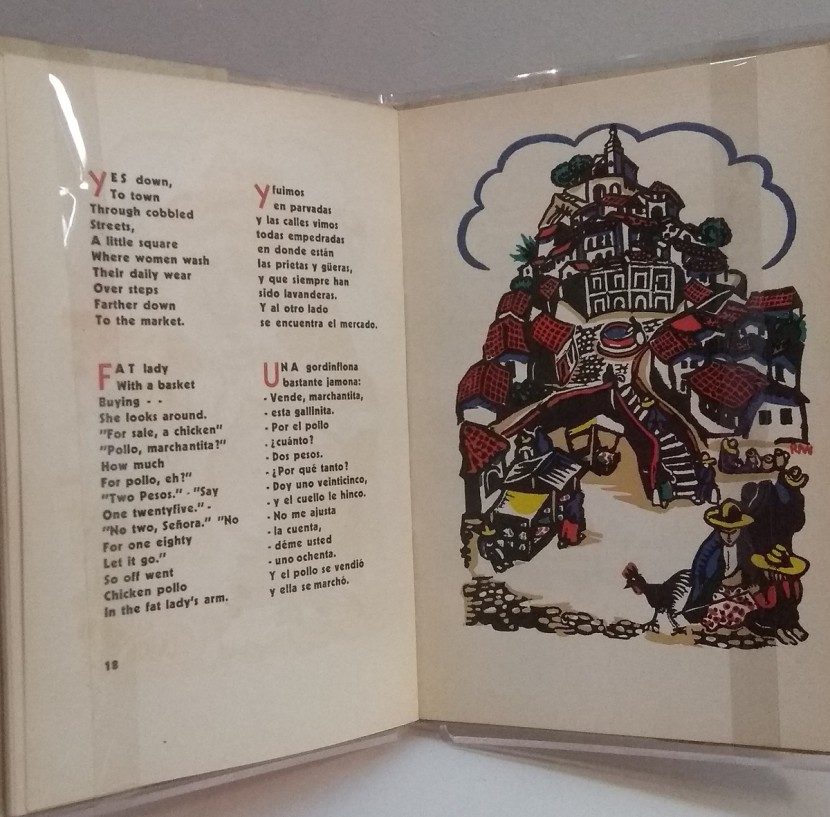 YES down,
To town
Through cobbled
Streets,
A little square
Where women wash
Their daily wear
Over steps
Farther down
To the market.
FAT lady
With a basket
Buying - -
She looks around.
"For sale, a chicken"
"Pollo, marchantita?"
How much
For pollo, eh?"
"Two Pesos." - "Say
One twentyfive." -
"No two, Señora." "No
For one eighty
Let it go."
So off went
Chicken pollo
In the fat lady's arm.
18
Y fuimos
en parvadas
y las calles vimos
todas empedradas
en donde están
las prietas y güeras,
y que siempre han
sido lavanderas.
Y al otro lado
se encuentra el mercado.
UNA gordinflona
bastante jamona:
- Vende, marchantita,
- esta gallinita.
- Por el pollo
- ¿cuánto?
- Dos pesos.
- ¿Por qué tanto?
- Doy uno veinticinco,
- y el cuello le hinco.
- No me ajusta
- la cuenta,
- déme usted
- uno ochenta.
Y el pollo se vendió
y ella se marchó.